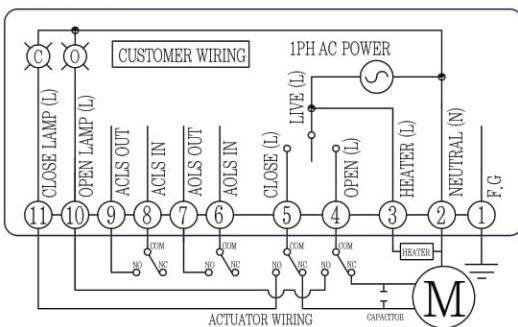 C
O
CUSTOMER WIRING
1PH AC POWER
CLOSE LAMP (L)
OPEN LAMP (L)
ACLS OUT
ACLS IN
AOLS OUT
AOLS IN
CLOSE (L)
LIVE (L)
OPEN (L)
HEATER (L)
NEUTRAL (N)
F.G
11
10
9
8
7
6
5
4
3
2
1
NO
COM
NC
NO
COM
NC
NO
COM
NC
NO
COM
NC
HEATER
M
CAPACITOR
ACTUATOR WIRING